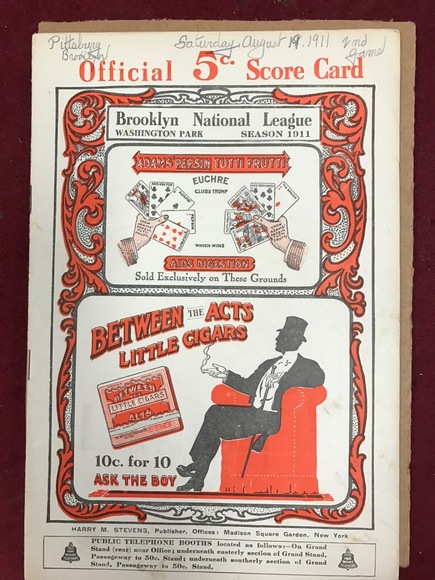 Pittsburg Saturday August 19. 1911 2nd
Brooklyn Game
Official 5c. Score Card
Brooklyn National League
WASHINGTON PARK SEASON 1911
ADAMS' PEPSIN TUTTI FRUTTI
EUCHRE
CLUBS TRUMP
WHICH WINS
AIDS DIGESTION
Sold Exclusively on These Grounds
BETWEEN THE ACTS
LITTLE CIGARS
BETWEEN
THE
LITTLE CIGARS
ACTS
10c. for 10
ASK THE BOY
HARRY M. STEVENS, Publisher, Offices: Madison Square Garden, New York
PUBLIC TELEPHONE BOOTHS located as follows:—On Grand
Stand (rear) near Office; underneath easterly section of Grand Stand,
Passageway to 50c. Stand; underneath southerly section of Grand
Stand, Passageway to 50c. Stand.